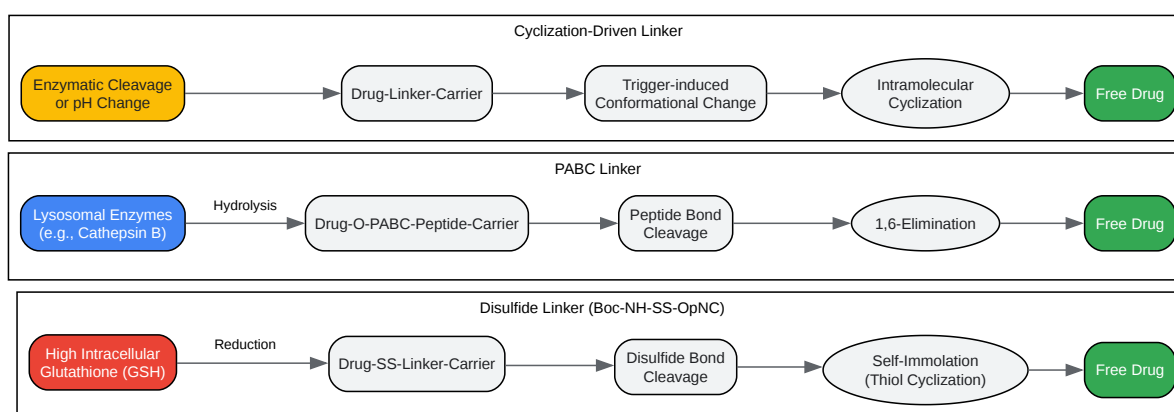 Cyclization-Driven Linker
Enzymatic Cleavage
or pH Change
Drug-Linker-Carrier
Trigger-induced
Conformational Change
Intramolecular
Cyclization
Free Drug
PABC Linker
Lysosomal Enzymes
(e.g., Cathepsin B)
Hydrolysis
Drug-O-PABC-Peptide-Carrier
Peptide Bond
Cleavage
1,6-Elimination
Free Drug
Disulfide Linker (Boc-NH-SS-OpNC)
High Intracellular
Glutathione (GSH)
Reduction
Drug-SS-Linker-Carrier
Disulfide Bond
Cleavage
Self-Immolation
(Thiol Cyclization)
Free Drug